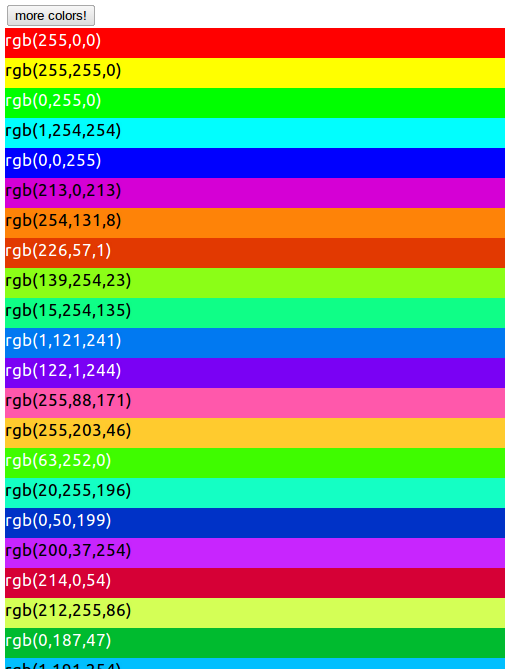 more colors!
rgb(255,0,0)
rgb(255,255,0)
rgb(0,255,0)
rgb(1,254,254)
rgb(0,0,255)
rgb(213,0,213)
rgb(254,131,8)
rgb(226,57,1)
rgb(139,254,23)
rgb(15,254,135)
rgb(1,121,241)
rgb(122,1,244)
rgb(255,88,171)
rgb(255,203,46)
rgb(63,252,0)
rgb(20,255,196)
rgb(0,50,199)
rgb(200,37,254)
rgb(214,0,54)
rgb(212,255,86)
rgb(0,187,47)
rgb(1,191,254)